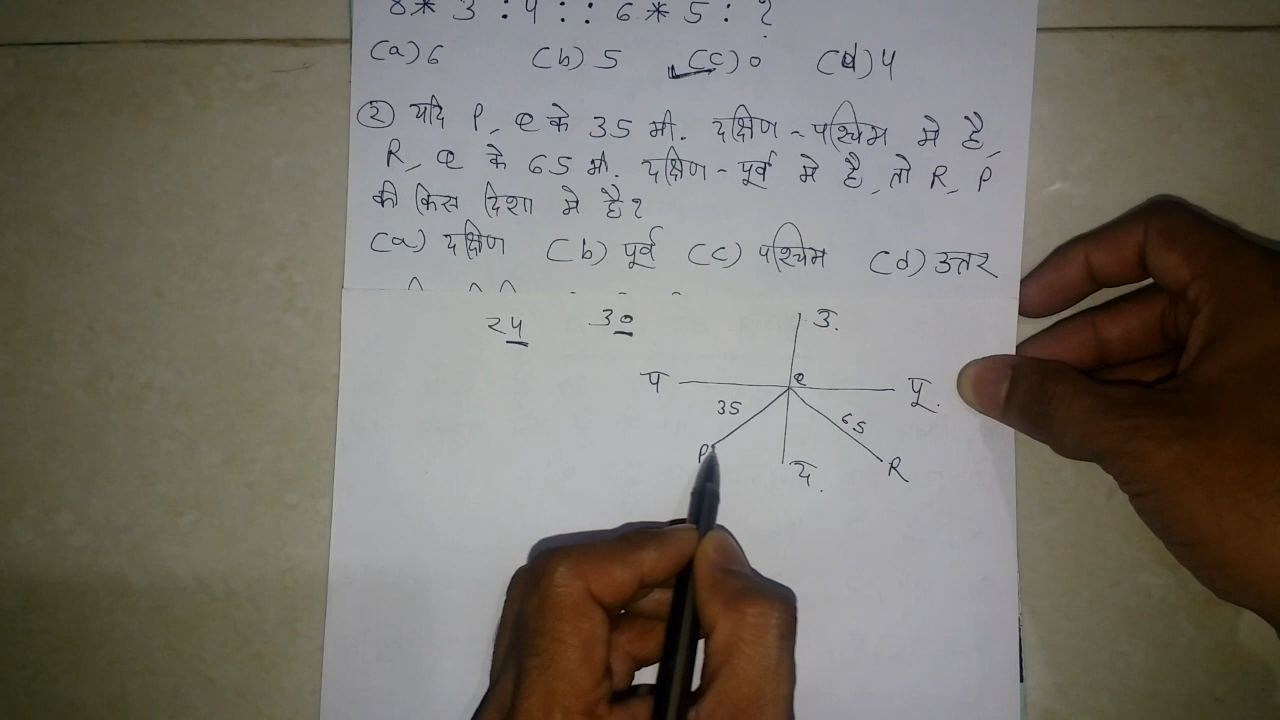 8 * 3 : 4 : : 6 * 5 : ?
(a) 6 (b) 5 (c) 0 (d) 4
② यदि P, Q के 35 मी. दक्षिण - पश्चिम मे है,
R, Q के 65 मी. दक्षिण - पूर्व मे है, तो R, P
की किस दिशा मे है?
(a) दक्षिण (b) पूर्व (c) पश्चिम (d) उत्तर
24 30 उ.
प Q पू.
35 65
P द. R